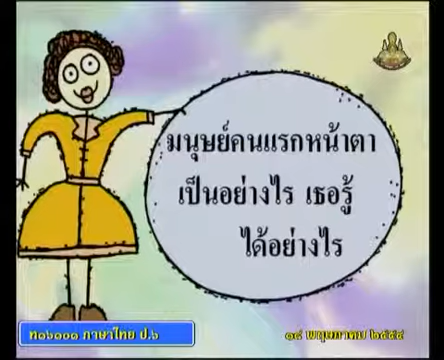 มนุษย์คนแรกหน้าตา
เป็นอย่างไร เธอรู้
ได้อย่างไร
ท๑๖๑๐๑ ภาษาไทย ป.๖
๑๔ พฤษภาคม ๒๕๕๔